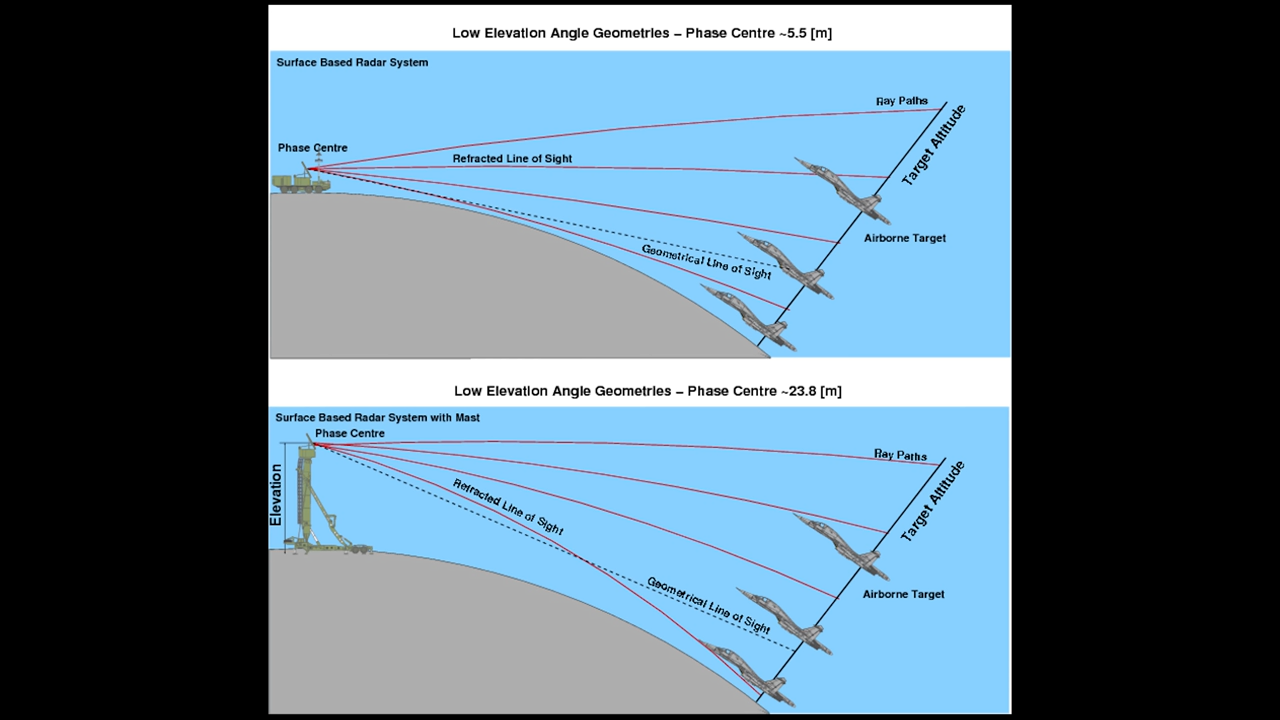 Low Elevation Angle Geometries – Phase Centre ~5.5 [m]
Surface Based Radar System
Ray Paths
Target Altitude
Phase Centre
Refracted Line of Sight
Airborne Target
Geometrical Line of Sight
Low Elevation Angle Geometries – Phase Centre ~23.8 [m]
Surface Based Radar System with Mast
Phase Centre
Ray Paths
Target Altitude
Elevation
Refracted Line of Sight
Geometrical Line of Sight
Airborne Target